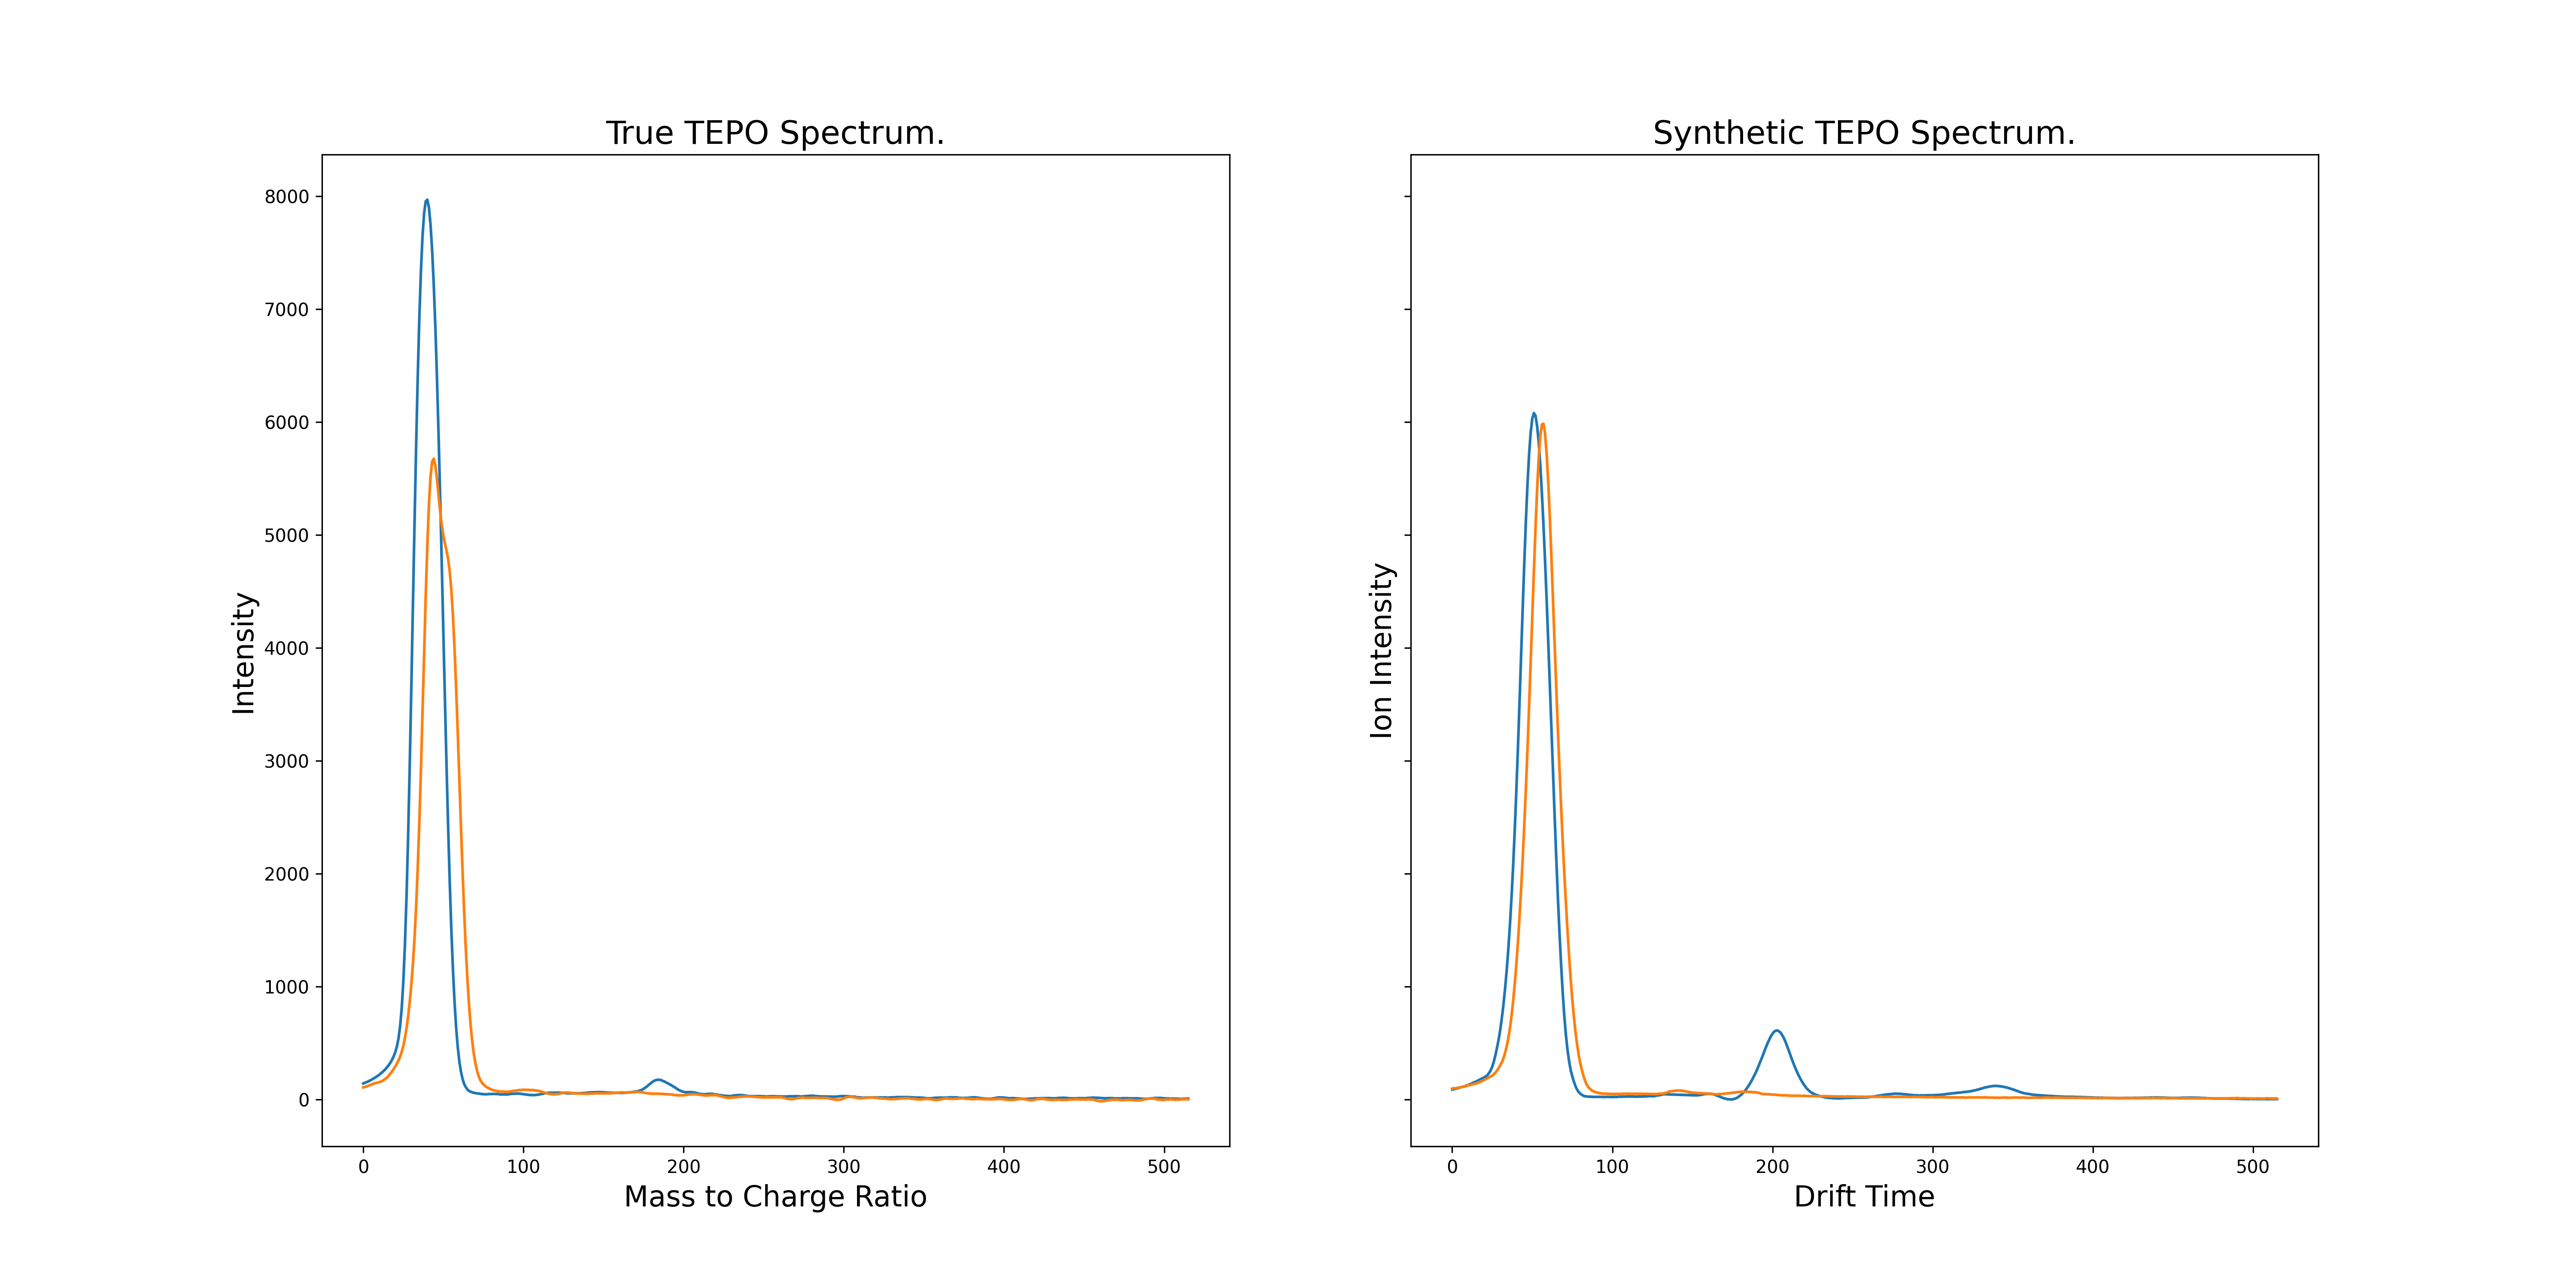 True TEPO Spectrum.
8000
7000
6000
5000
4000
3000
2000
1000
0
Intensity
0 100 200 300 400 500
Mass to Charge Ratio
Synthetic TEPO Spectrum.
Ion Intensity
0 100 200 300 400 500
Drift Time